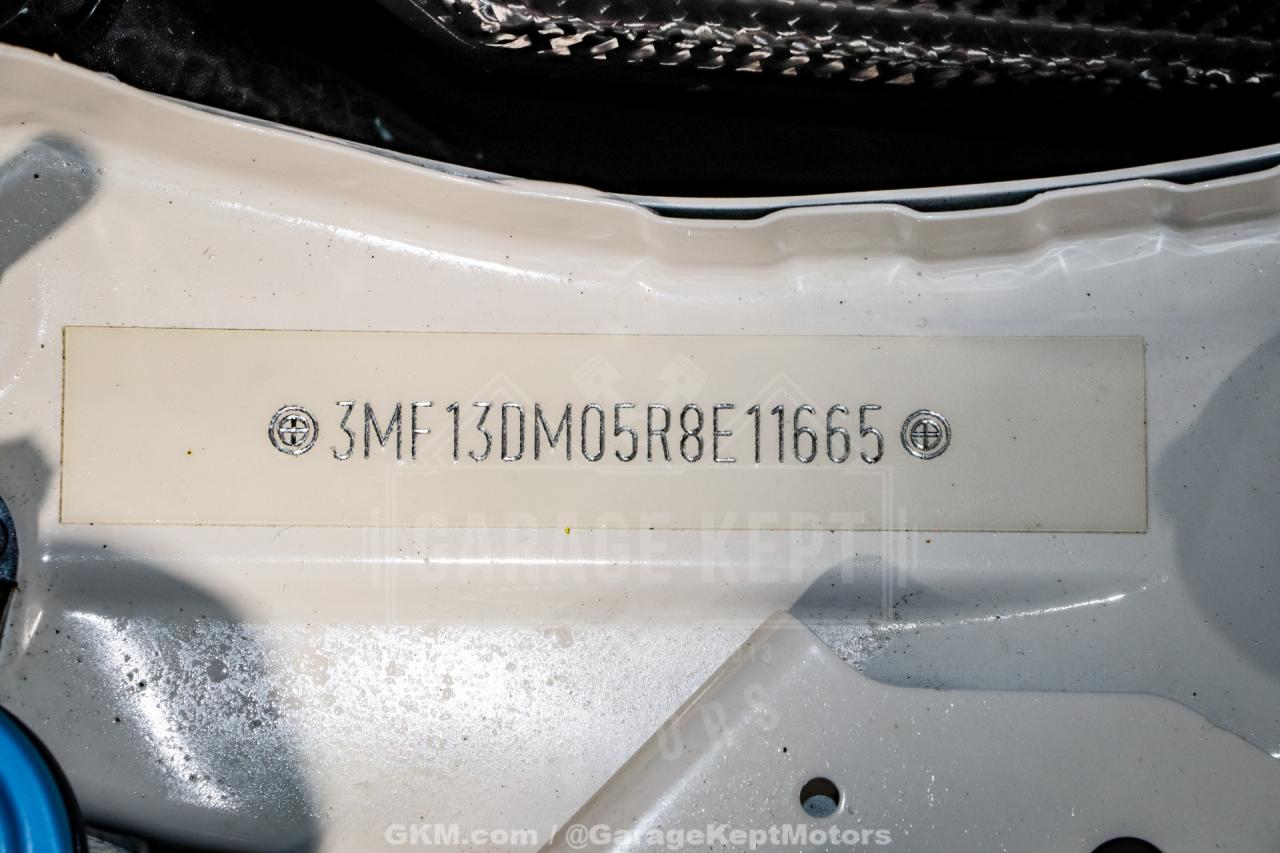 3MF13DM05R8E11665
GARAGE KEPT
GKM.com / @GarageKeptMotors